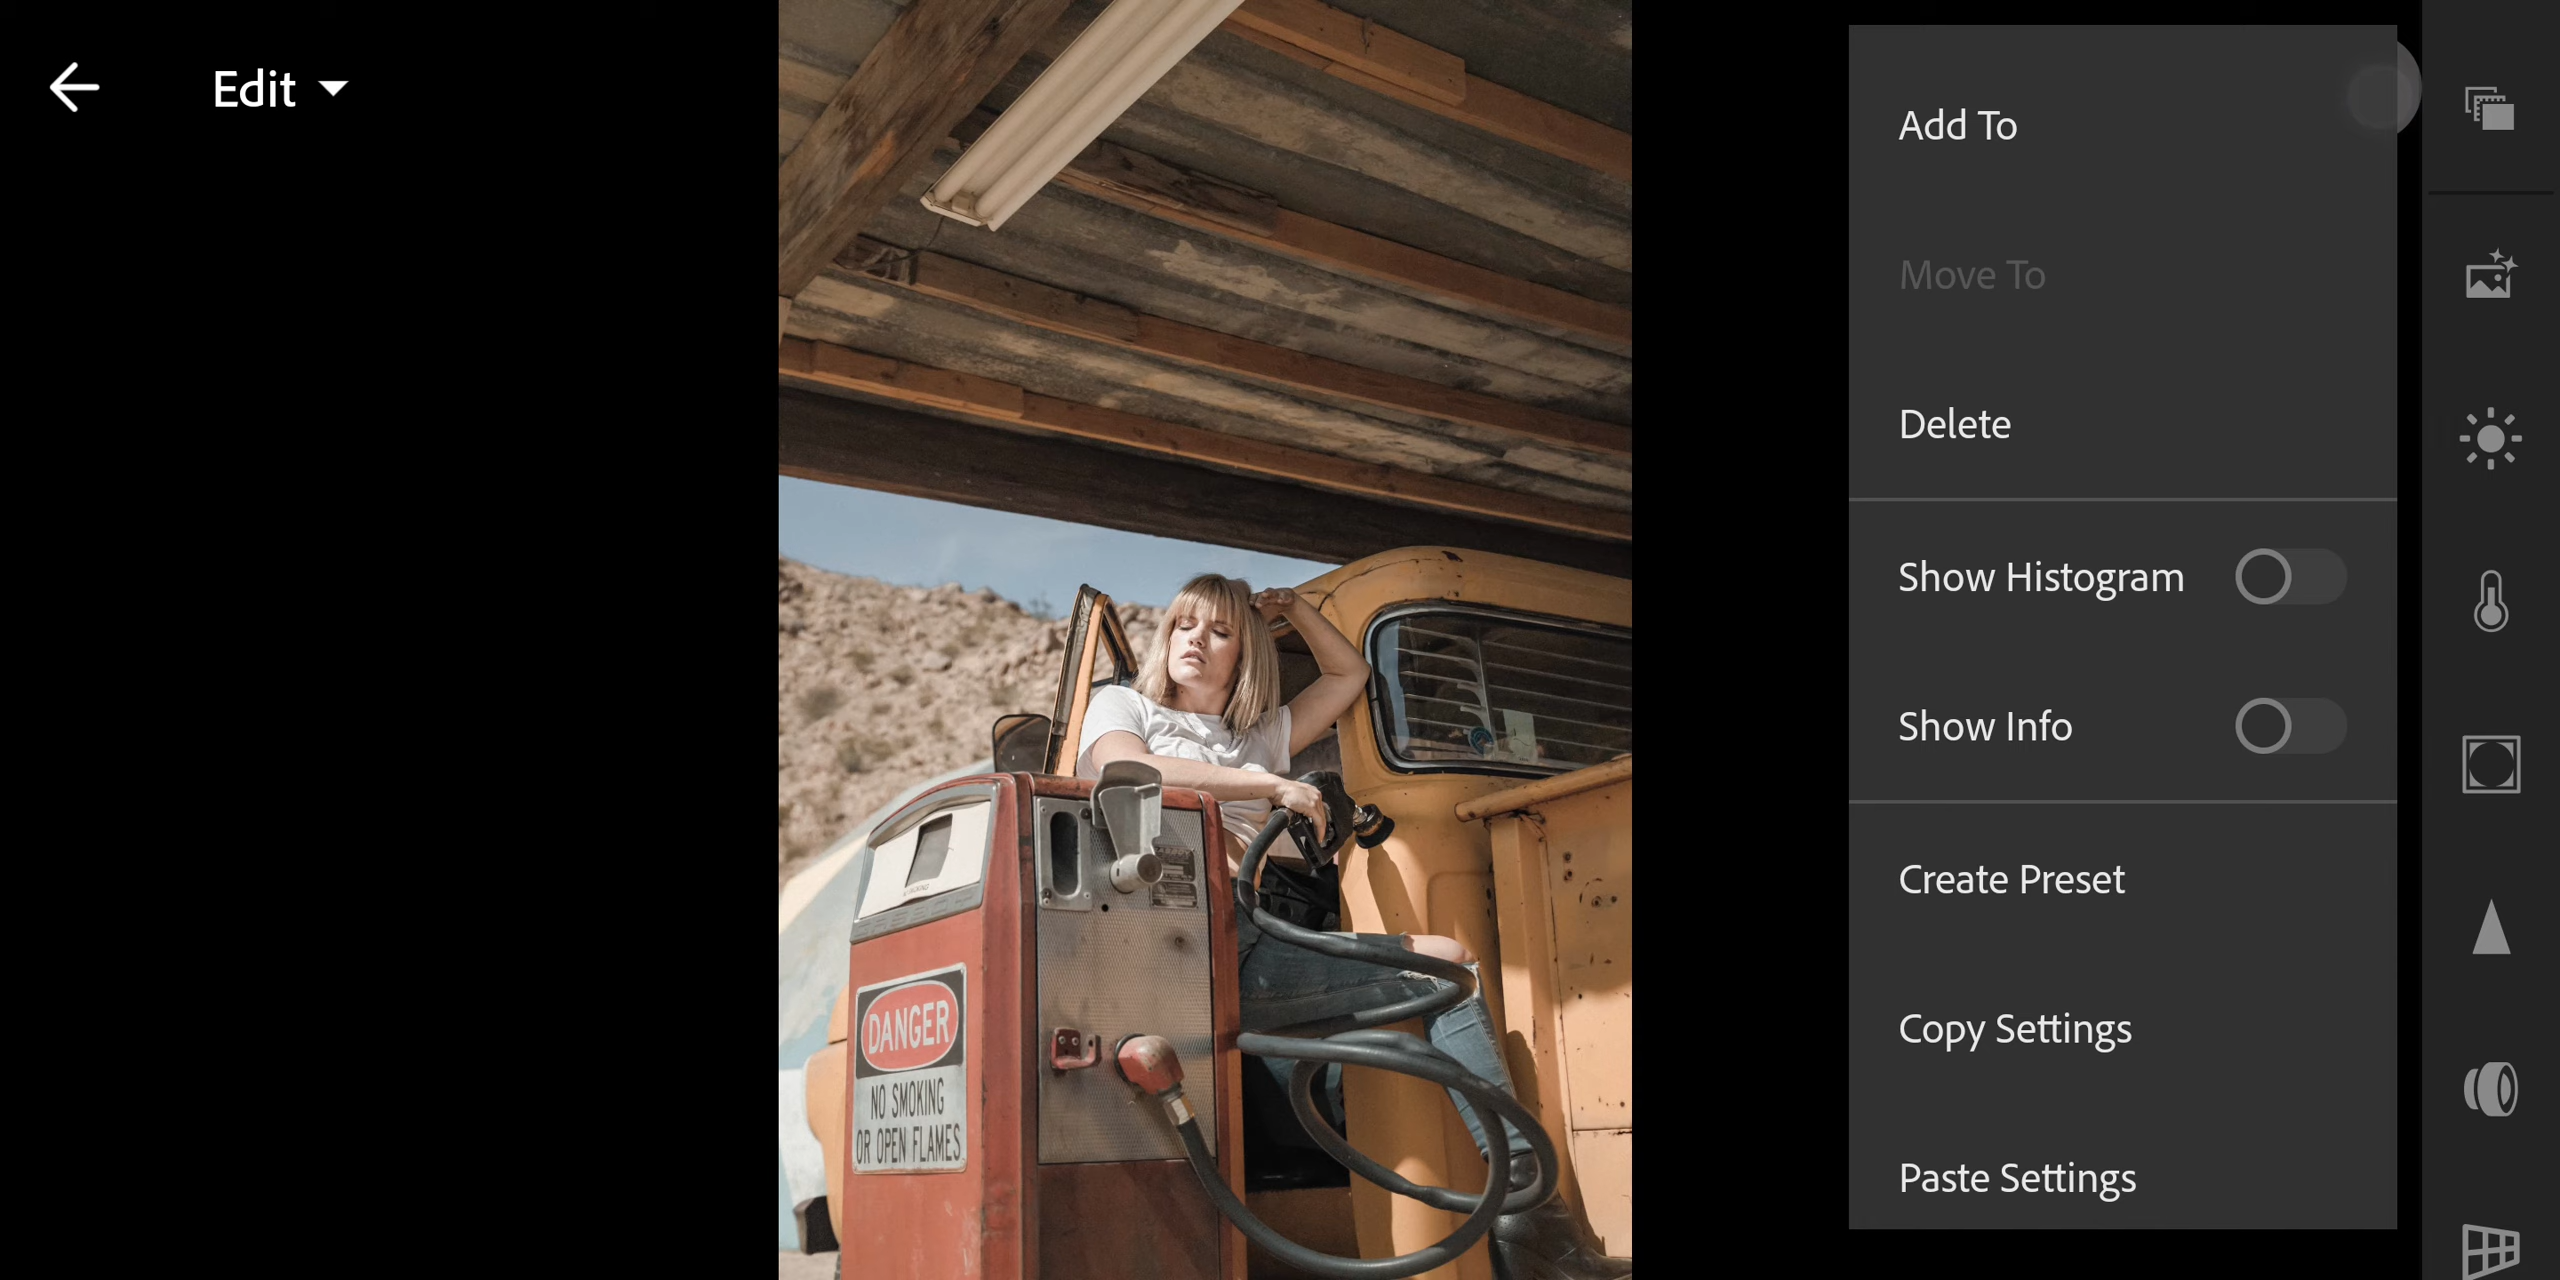 Edit
Add To
Move To
Delete
Show Histogram
Show Info
Create Preset
Copy Settings
Paste Settings
DANGER
NO SMOKING
OR OPEN FLAMES